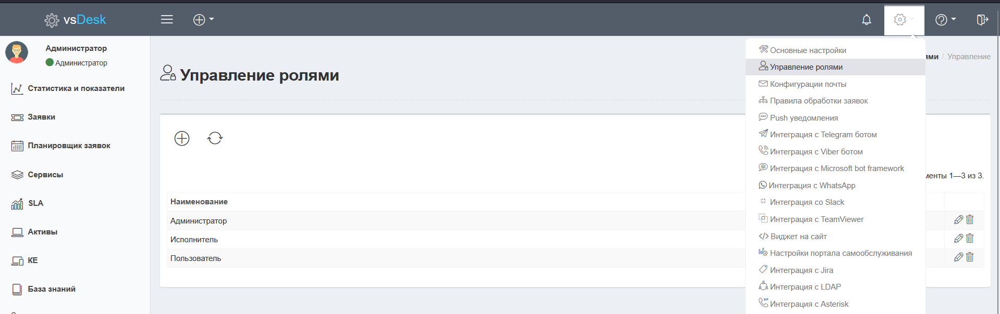 vsDesk
Администратор
Администратор
Статистика и показатели
Заявки
Планировщик заявок
Сервисы
SLA
Активы
КЕ
База знаний
Управление ролями
/ Управление
менты 1—3 из 3.
Наименование
Администратор
Исполнитель
Пользователь
Основные настройки
Управление ролями
Конфигурации почты
Правила обработки заявок
Push уведомления
Интеграция с Telegram ботом
Интеграция с Viber ботом
Интеграция с Microsoft bot framework
Интеграция с WhatsApp
Интеграция со Slack
Интеграция с TeamViewer
Виджет на сайт
Настройки портала самообслуживания
Интеграция с Jira
Интеграция с LDAP
Интеграция с Asterisk